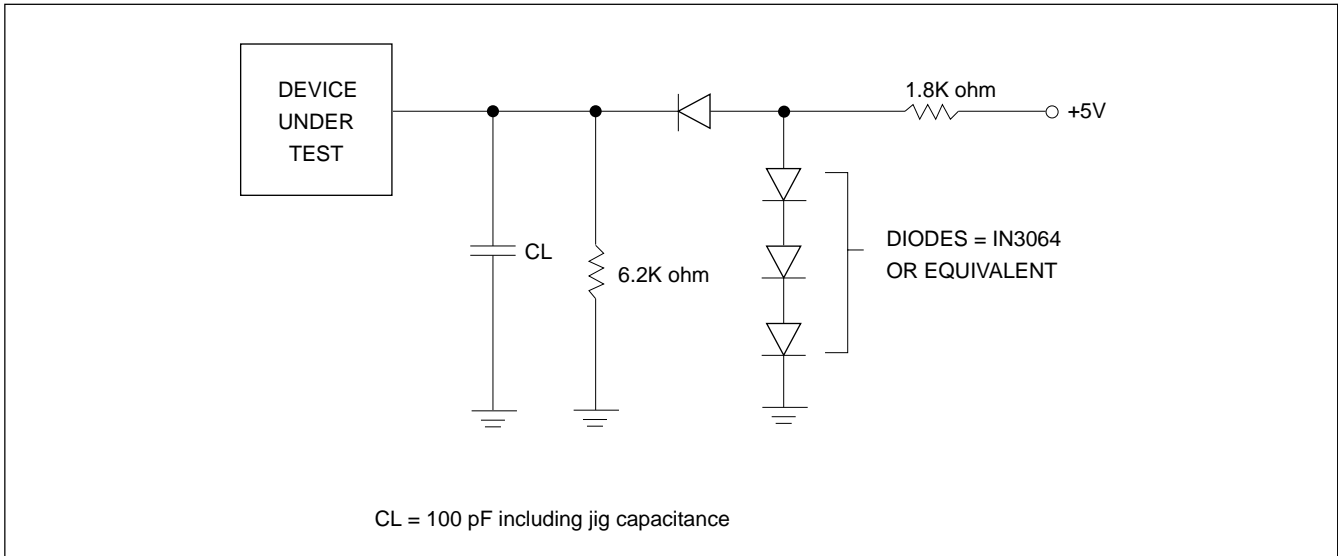 DEVICE
UNDER
TEST
1.8K ohm
+5V
CL
6.2K ohm
DIODES = IN3064
OR EQUIVALENT
CL = 100 pF including jig capacitance